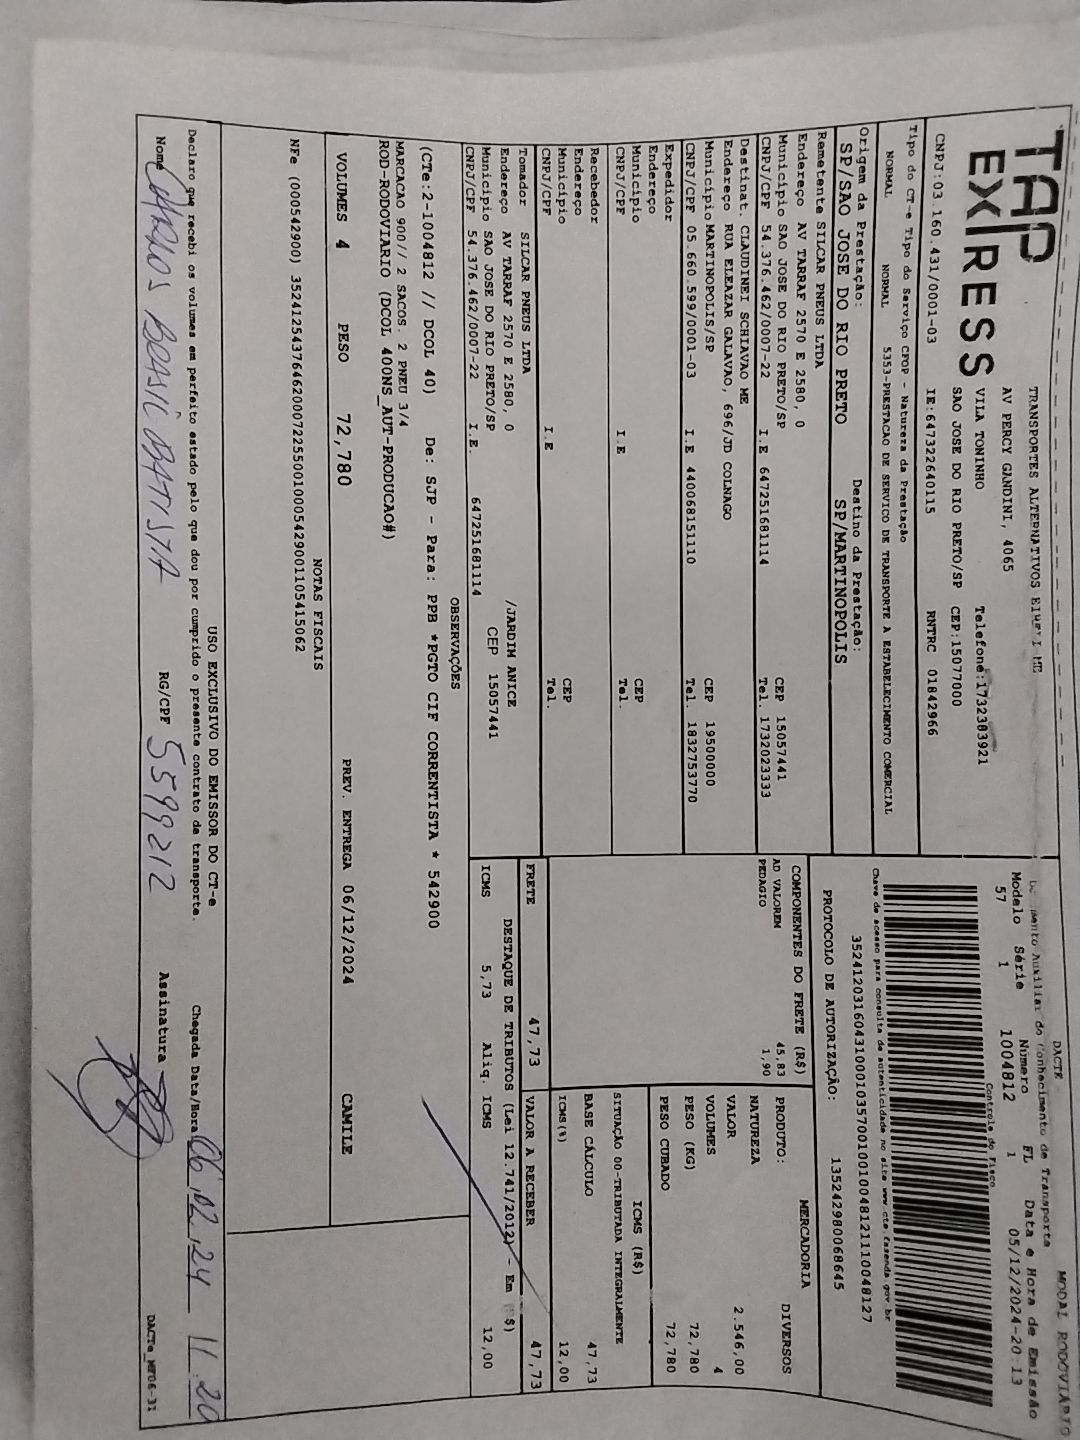 TAP
EXPRESS
TRANSPORTES ALTERNATIVOS EIRELI ME
AV PERCY GANDINI, 4065
VILA TONINHO Telefone:1732383921
SAO JOSE DO RIO PRETO/SP CEP:15077000
CNPJ:03.160.431/0001-03 IE:647322640115 RNTRC 01842966
Tipo do CT-e Tipo do Serviço CFOP - Natureza da Prestação
NORMAL NORMAL 5353-PRESTACAO DE SERVICO DE TRANSPORTE A ESTABELECIMENTO COMERCIAL
Origem da Prestação: Destino da Prestação:
SP/SAO JOSE DO RIO PRETO SP/MARTINOPOLIS
Remetente SILCAR PNEUS LTDA
Endereço AV TARRAF 2570 E 2580, 0
Município SAO JOSE DO RIO PRETO/SP CEP 15057441
CNPJ/CPF 54.376.462/0007-22 I.E 647251681114 Tel. 1732023333
Destinat. CLAUDINEI SCHIAVAO ME
Endereço RUA ELEAZAR GALAVAO, 696/JD COLNAGO
Município MARTINOPOLIS/SP CEP 19500000
CNPJ/CPF 05.660.599/0001-03 I.E 440068151110 Tel. 1832753770
Expedidor
Endereço
Município CEP
CNPJ/CPF I.E Tel.
Recebedor
Endereço
Município CEP
CNPJ/CPF I.E Tel.
Tomador SILCAR PNEUS LTDA
Endereço AV TARRAF 2570 E 2580, 0 /JARDIM ANICE
Município SAO JOSE DO RIO PRETO/SP CEP 15057441
CNPJ/CPF 54.376.462/0007-22 I.E. 647251681114
MODAL RODOVIÁRIO
DACTE
Documento Auxiliar do Conhecimento de Transporte
Modelo Série Número FL Data e Hora de Emissão
57 1 1004812 1 05/12/2024-20:13
Controle do Fisco
Chave de acesso para consulta de autenticidade no site www.cte.fazenda.gov.br
35241203160431000103570010010048121110048127
PROTOCOLO DE AUTORIZAÇÃO: 135242980068645
COMPONENTES DO FRETE (R$)
AD VALOREM 45,83
PEDAGIO 1,90
MERCADORIA
PRODUTO: DIVERSOS
NATUREZA
VALOR 2.546,00
VOLUMES 4
PESO (KG) 72,780
PESO CUBADO 72,780
ICMS (R$)
SITUAÇÃO 00-TRIBUTADA INTEGRALMENTE
BASE CÁLCULO 47,73
ICMS(%) 12,00
FRETE 47,73 VALOR A RECEBER 47,73
DESTAQUE DE TRIBUTOS (Lei 12.741/2012) - Em R$)
ICMS 5,73 Aliq. ICMS 12,00
OBSERVAÇÕES
(CTe:2-1004812 // DCOL 40) De: SJP - Para: PPB *PGTO CIF CORRENTISTA * 542900
MARCACAO 900// 2 SACOS. 2 PNEU 3/4
ROD-RODOVIARIO (DCOL 400NS_AUT-PRODUCAO#)
VOLUMES 4 PESO 72,780 PREV. ENTREGA 06/12/2024 CAMILE
NOTAS FISCAIS
NFe (000542900) 35241254376462000722550010005429001105415062
USO EXCLUSIVO DO EMISSOR DO CT-e
Declaro que recebi os volumes em perfeito estado pelo que dou por cumprido o presente contrato de transporte. Chegada Data/Hora 06.02.24 11:20
Nome CARLOS BRASIL BATISTA RG/CPF 5599212 Assinatura
DACTe_MF06-31